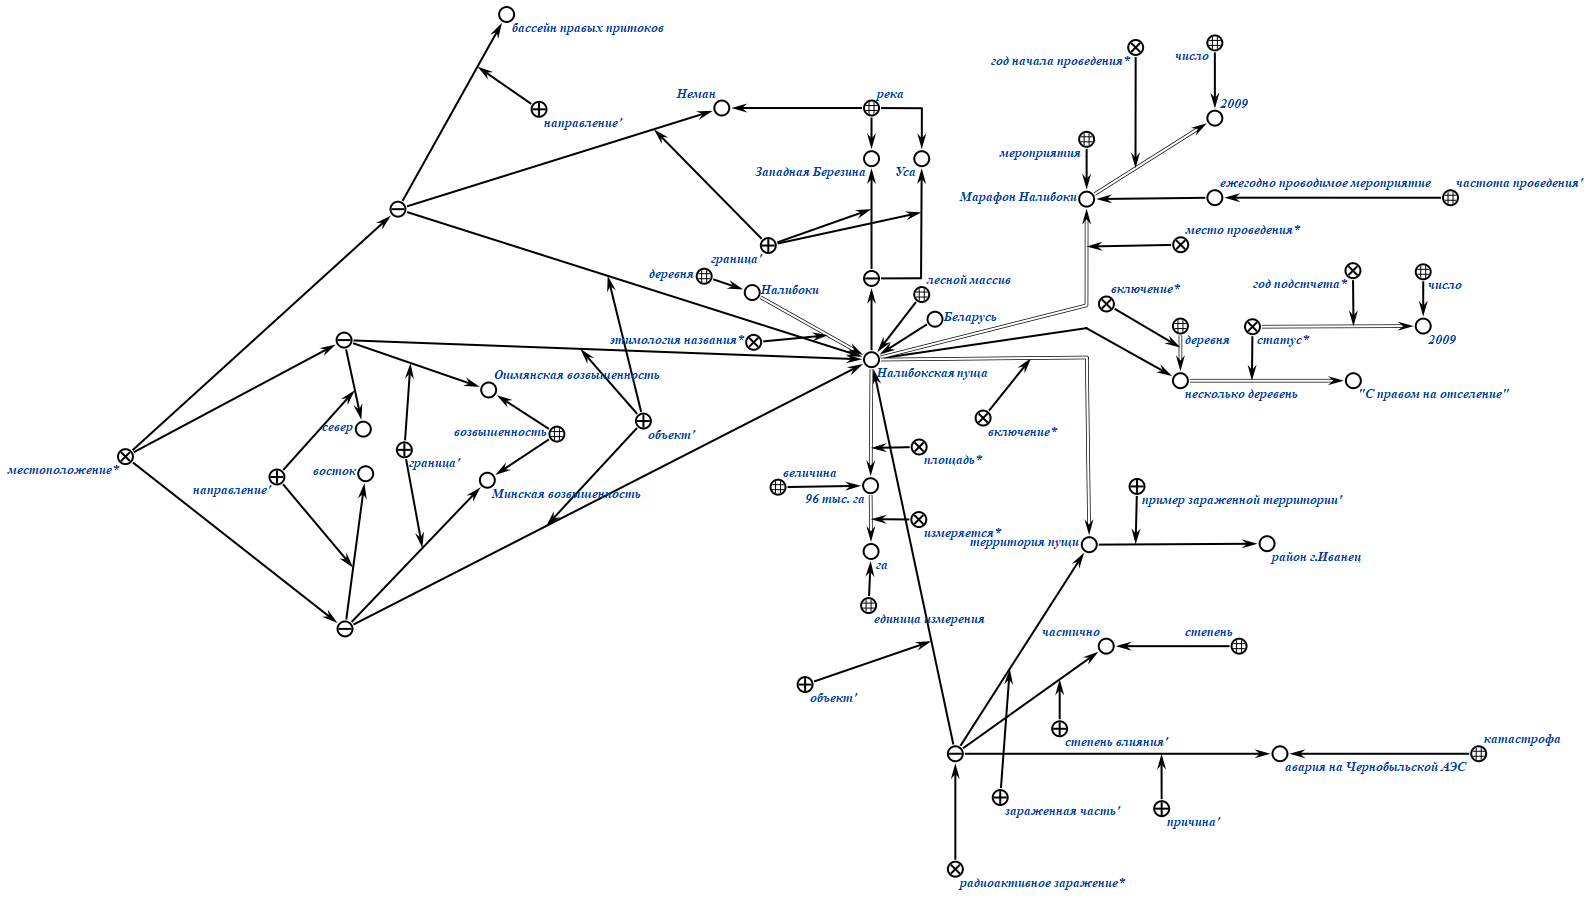 бассейн правых притоков
год начала проведения*
число
Неман
река
2009
направление'
мероприятия
Западная Березина
Уса
ежегодно проводимое мероприятие
частота проведения'
Марафон Налибоки
место проведения*
граница'
деревня
лесной массив
Налибоки
включение*
год подстчета*
число
Беларусь
этимология названия*
деревня
статус*
2009
Ошмянская возвышенность
Налибокская пуща
несколько деревень
"С правом на отселение"
север
возвышенность
объект'
включение*
местоположение*
восток
граница'
площадь*
направление'
Минская возвышенность
величина
96 тыс. га
пример зараженной территории'
измеряется*
территория пущи
район г.Иванец
га
единица измерения
частично
степень
объект'
степень влияния'
катастрофа
авария на Чернобыльской АЭС
зараженная часть'
причина'
радиоактивное заражение*